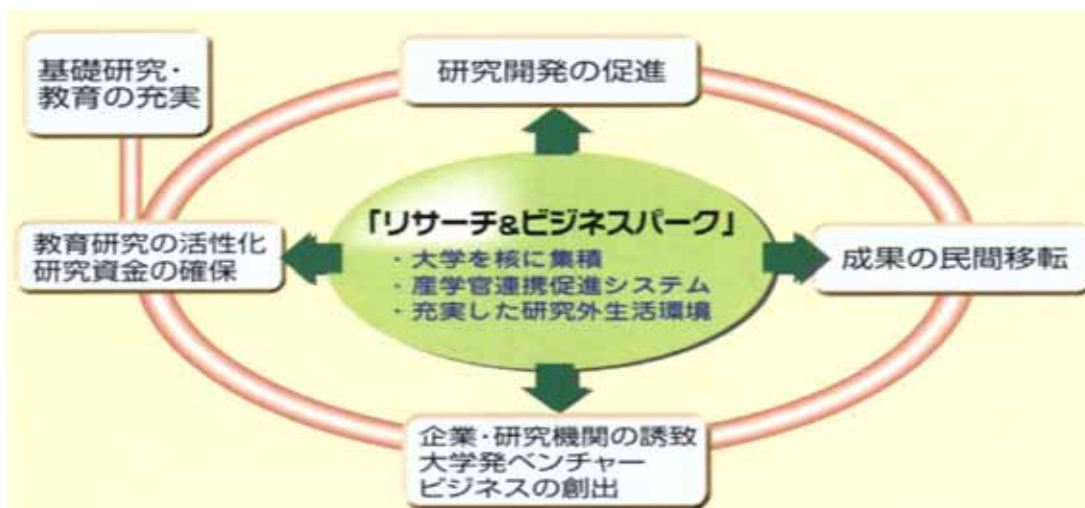 基礎研究・
教育の充実
研究開発の促進
「リサーチ&ビジネスパーク」
・大学を核に集積
・産学官連携促進システム
・充実した研究外生活環境
教育研究の活性化
研究資金の確保
成果の民間移転
企業・研究機関の誘致
大学発ベンチャー
ビジネスの創出